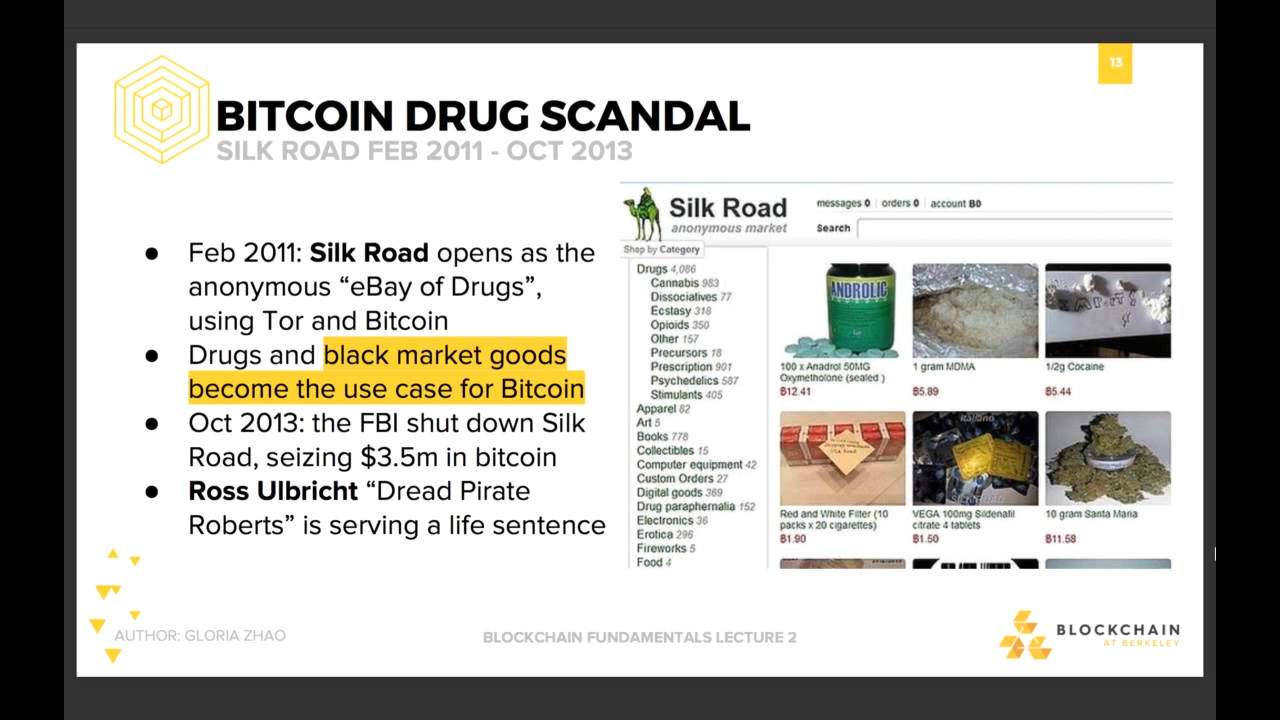 13
BITCOIN DRUG SCANDAL
SILK ROAD FEB 2011 - OCT 2013
● Feb 2011: Silk Road opens as the
anonymous “eBay of Drugs”,
using Tor and Bitcoin
● Drugs and black market goods
become the use case for Bitcoin
● Oct 2013: the FBI shut down Silk
Road, seizing $3.5m in bitcoin
● Ross Ulbricht “Dread Pirate
Roberts” is serving a life sentence
Silk Road
anonymous market
messages 0 | orders 0 | account ฿0
Search
Shop by Category
Drugs 4,086
Cannabis 983
Dissociatives 77
Ecstasy 318
Opioids 350
Other 157
Precursors 18
Prescription 901
Psychedelics 587
Stimulants 405
Apparel 82
Art 5
Books 778
Collectibles 15
Computer equipment 42
Custom Orders 27
Digital goods 369
Drug paraphernalia 152
Electronics 36
Erotica 296
Fireworks 5
Food 4
ANDROLIC
100 x Anadrol 50MG
Oxymetholone (sealed )
฿12.41
1 gram MDMA
฿5.89
1/2g Cocaine
฿5.44
Red and White Filter (10
packs x 20 cigarettes)
฿1.90
VEGA 100mg Sildenafil
citrate 4 tablets
฿1.50
10 gram Santa Maria
฿11.58
AUTHOR: GLORIA ZHAO
BLOCKCHAIN FUNDAMENTALS LECTURE 2
BLOCKCHAIN
AT BERKELEY